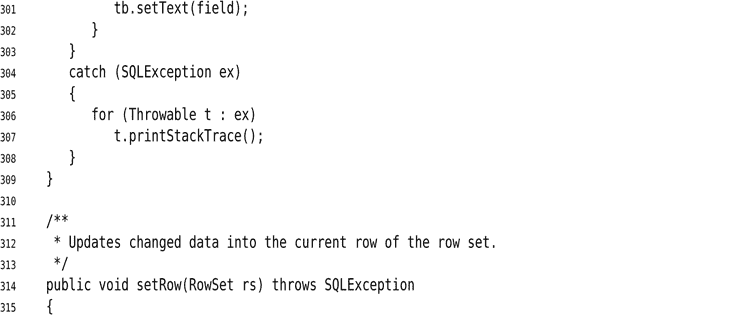 301 tb.setText(field);
302 }
303 }
304 catch (SQLException ex)
305 {
306 for (Throwable t : ex)
307 t.printStackTrace();
308 }
309 }
310
311 /**
312 * Updates changed data into the current row of the row set.
313 */
314 public void setRow(RowSet rs) throws SQLException
315 {